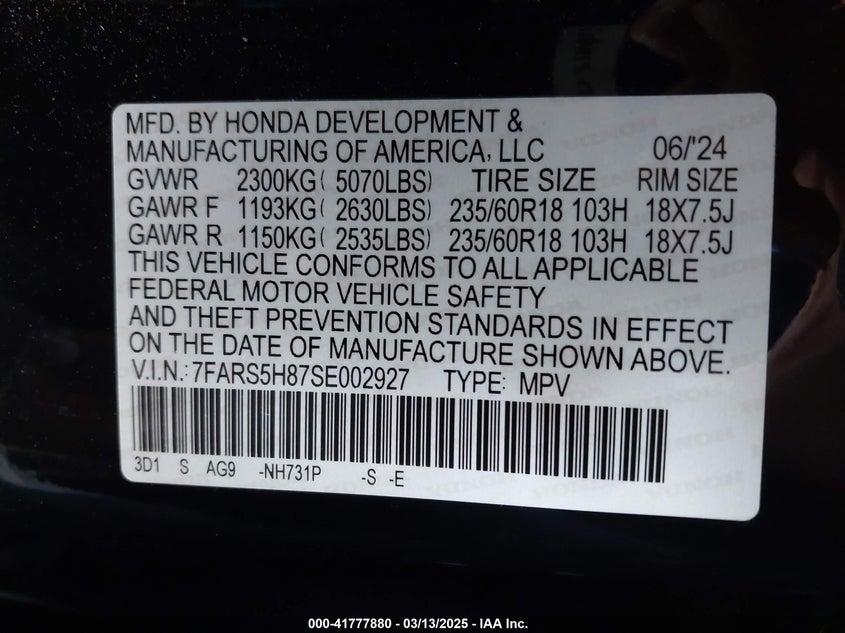 MFD. BY HONDA DEVELOPMENT &
MANUFACTURING OF AMERICA, LLC 06/'24
GVWR 2300KG( 5070LBS) TIRE SIZE RIM SIZE
GAWR F 1193KG( 2630LBS) 235/60R18 103H 18X7.5J
GAWR R 1150KG( 2535LBS) 235/60R18 103H 18X7.5J
THIS VEHICLE CONFORMS TO ALL APPLICABLE
FEDERAL MOTOR VEHICLE SAFETY
AND THEFT PREVENTION STANDARDS IN EFFECT
ON THE DATE OF MANUFACTURE SHOWN ABOVE.
V.I.N.: 7FARS5H87SE002927 TYPE: MPV
3D1 S AG9 -NH731P -S -E
000-41777880 - 03/13/2025 - IAA Inc.